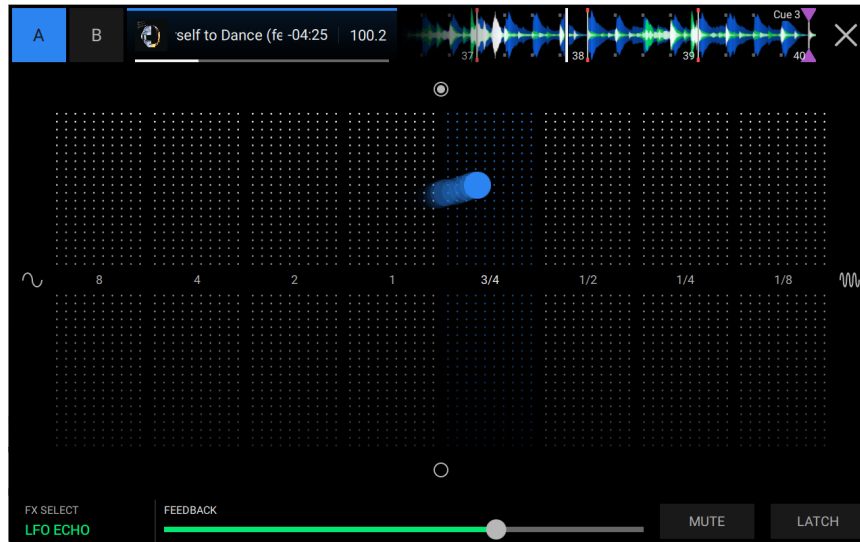 A B rself to Dance (fe -04:25 100.2 Cue 3
37 38 39 40
8 4 2 1 3/4 1/2 1/4 1/8
FX SELECT FEEDBACK
LFO ECHO MUTE LATCH